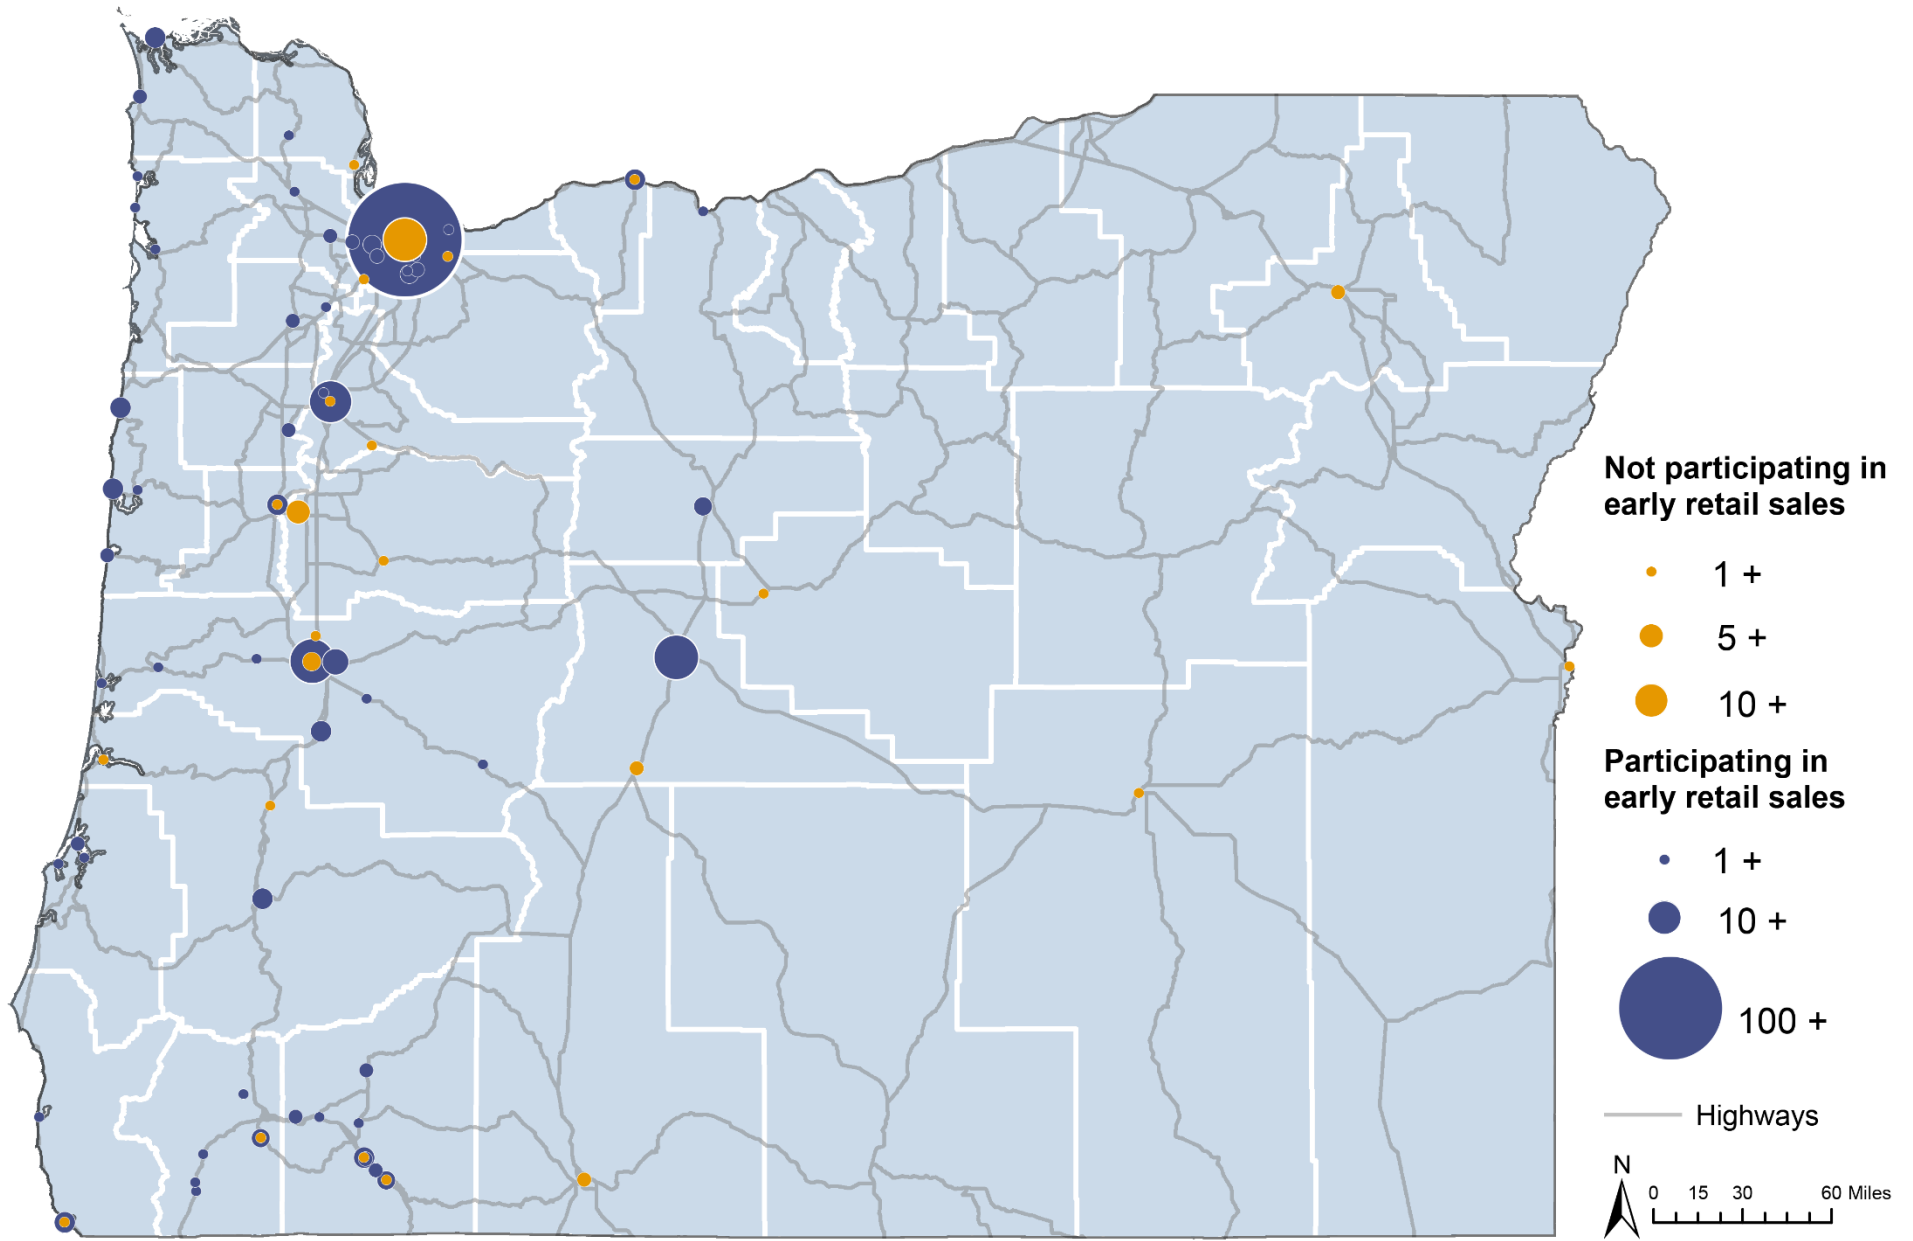 Not participating in
early retail sales
1 +
5 +
10 +
Participating in
early retail sales
1 +
10 +
100 +
Highways
N
0 15 30 60 Miles